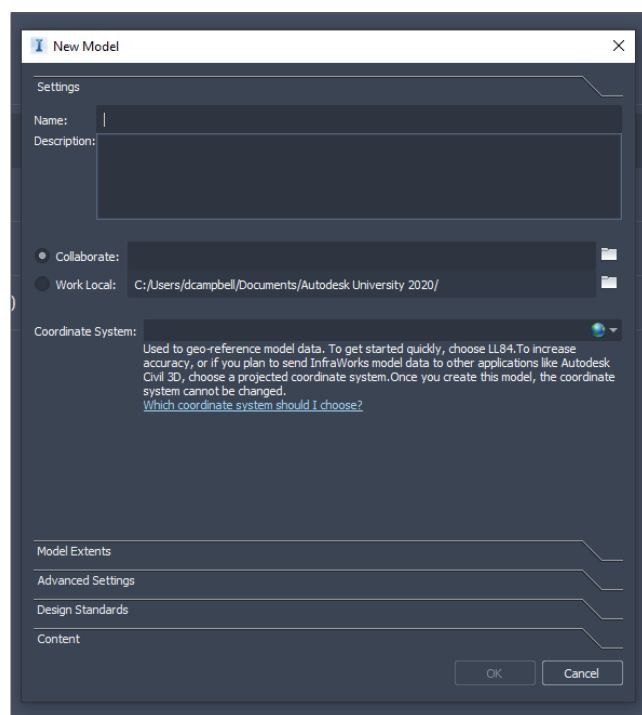 New Model
Settings
Name:
Description:
Collaborate:
Work Local: C:/Users/dcampbell/Documents/Autodesk University 2020/
)
Coordinate System:
Used to geo-reference model data. To get started quickly, choose LL84.To increase
accuracy, or if you plan to send InfraWorks model data to other applications like Autodesk
Civil 3D, choose a projected coordinate system.Once you create this model, the coordinate
system cannot be changed.
Which coordinate system should I choose?
Model Extents
Advanced Settings
Design Standards
Content
OK Cancel